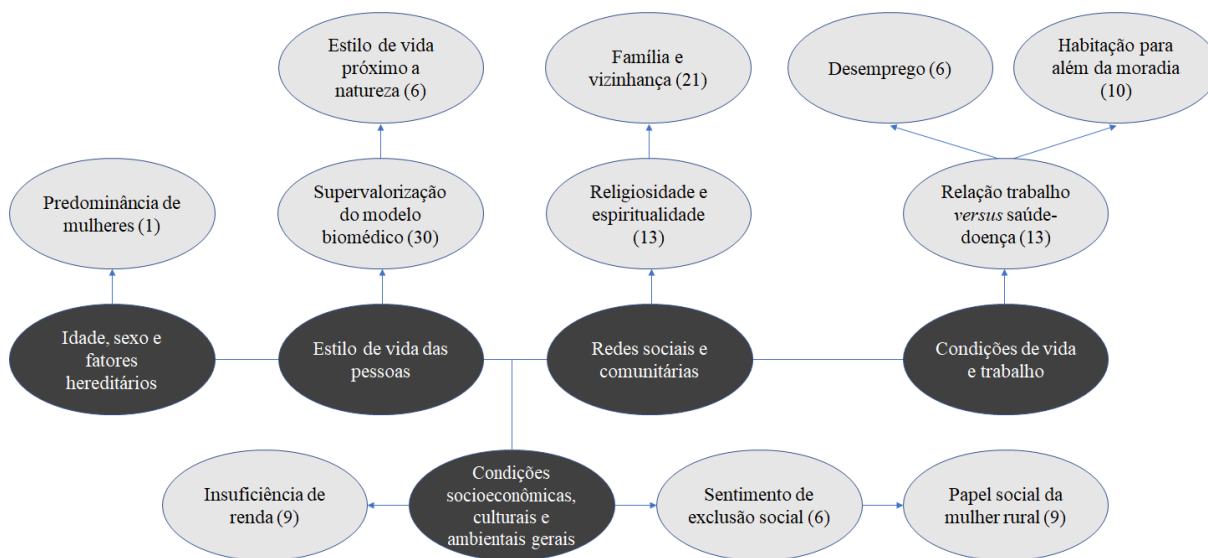 Estilo de vida
próximo a
natureza (6)
Família e
vizinhança (21)
Desemprego (6)
Habitação para
além da moradia
(10)
Predominância de
mulheres (1)
Supervalorização
do modelo
biomédico (30)
Religiosidade e
espiritualidade
(13)
Relação trabalho
versus saúde-
doença (13)
Idade, sexo e
fatores
hereditários
Estilo de vida das
pessoas
Redes sociais e
comunitárias
Condições de vida
e trabalho
Insuficiência de
renda (9)
Condições
socioeconômicas,
culturais e
ambientais gerais
Sentimento de
exclusão social (6)
Papel social da
mulher rural (9)